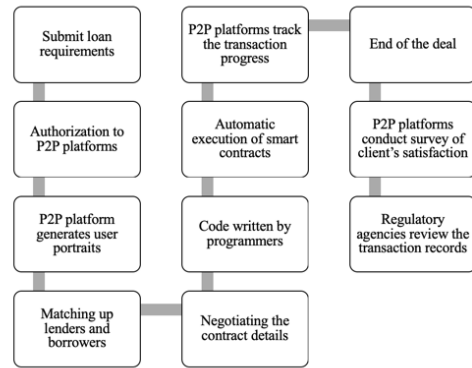 Submit loan
requirements
Authorization to
P2P platforms
P2P platform
generates user
portraits
Matching up
lenders and
borrowers
Negotiating the
contract details
Code written by
programmers
Automatic
execution of smart
contracts
P2P platforms track
the transaction
progress
End of the deal
P2P platforms
conduct survey of
client's satisfaction
Regulatory
agencies review the
transaction records